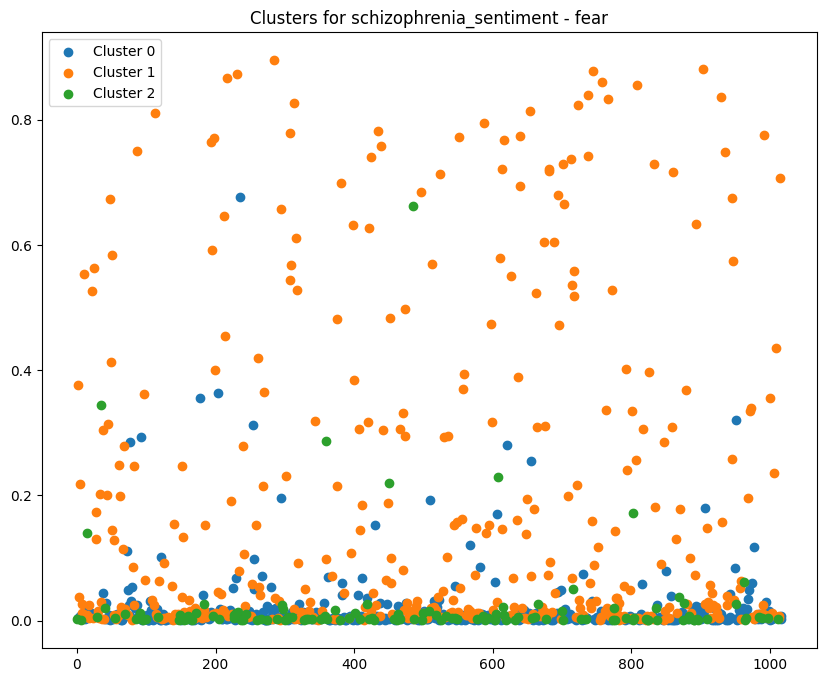 Clusters for schizophrenia_sentiment - fear
Cluster 0
Cluster 1
Cluster 2
0.8
0.6
0.4
0.2
0.0
0 200 400 600 800 1000